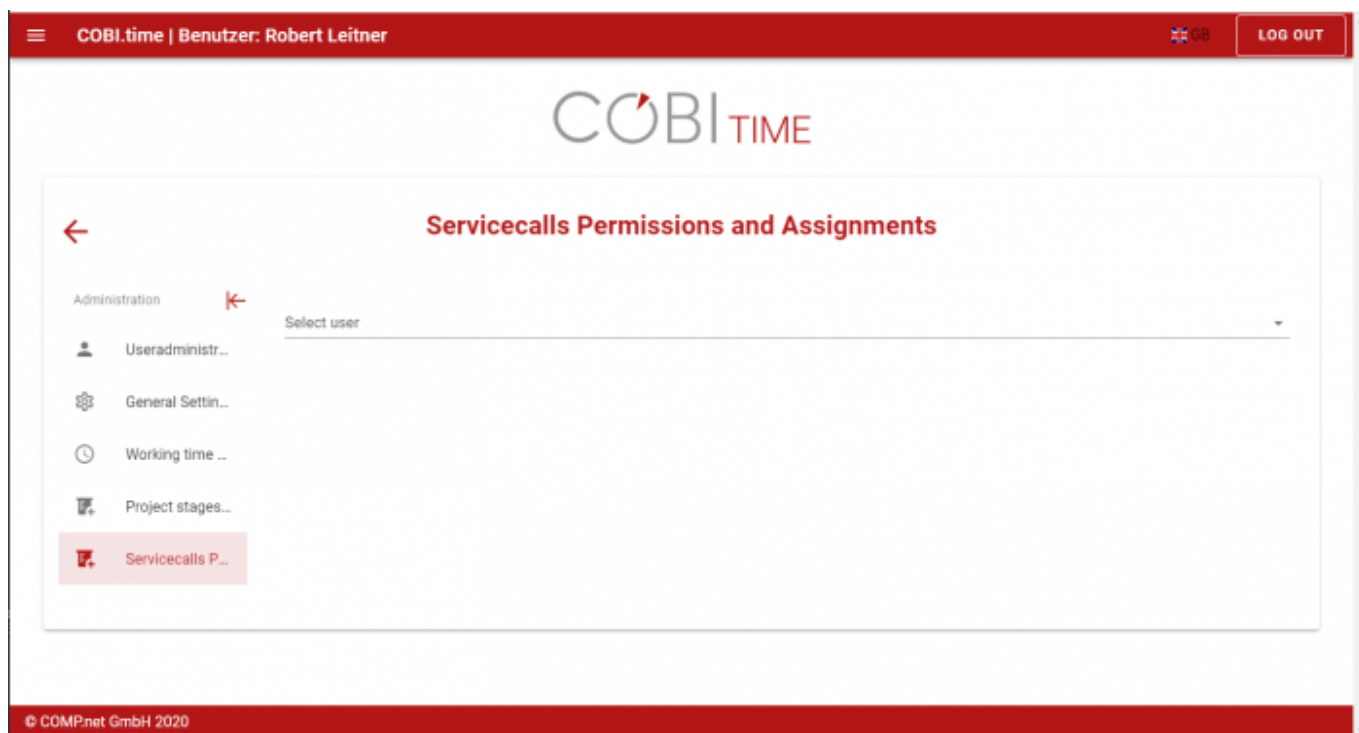 COBI.time | Benutzer: Robert Leitner
GB
LOG OUT
COBI TIME
Servicecalls Permissions and Assignments
Administration
Select user
Useradministr...
General Settin...
Working time ...
Project stages...
Servicecalls P...
© COMP.net GmbH 2020